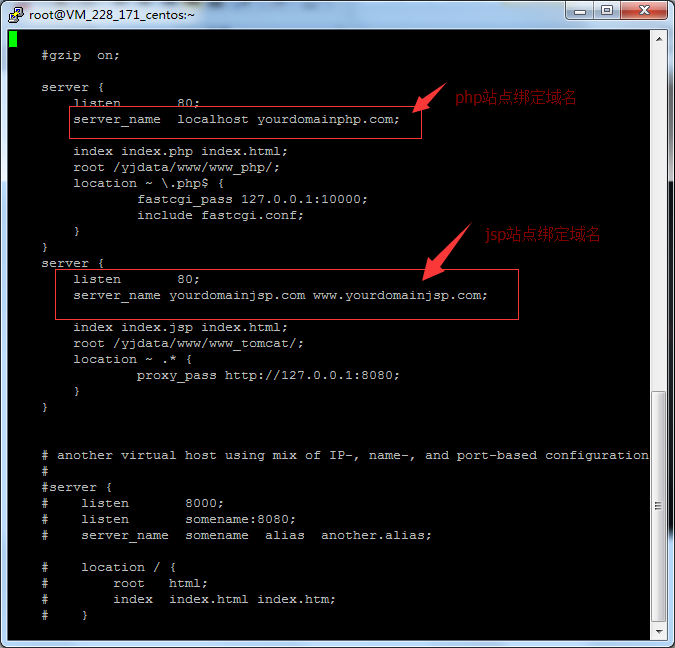 root@VM_228_171_centos:~
#gzip  on;
server {
listen       80;
server_name  localhost yourdomainphp.com;
php站点绑定域名
index index.php index.html;
root /yjdata/www/www_php/;
location ~ \.php$ {
fastcgi_pass 127.0.0.1:10000;
include fastcgi.conf;
}
}
jsp站点绑定域名
server {
listen       80;
server_name yourdomainjsp.com www.yourdomainjsp.com;
index index.jsp index.html;
root /yjdata/www/www_tomcat/;
location ~ .* {
proxy_pass http://127.0.0.1:8080;
}
}
# another virtual host using mix of IP-, name-, and port-based configuration
#
#server {
#    listen       8000;
#    listen       somename:8080;
#    server_name  somename  alias  another.alias;
#    location / {
#        root   html;
#        index  index.html index.htm;
#    }